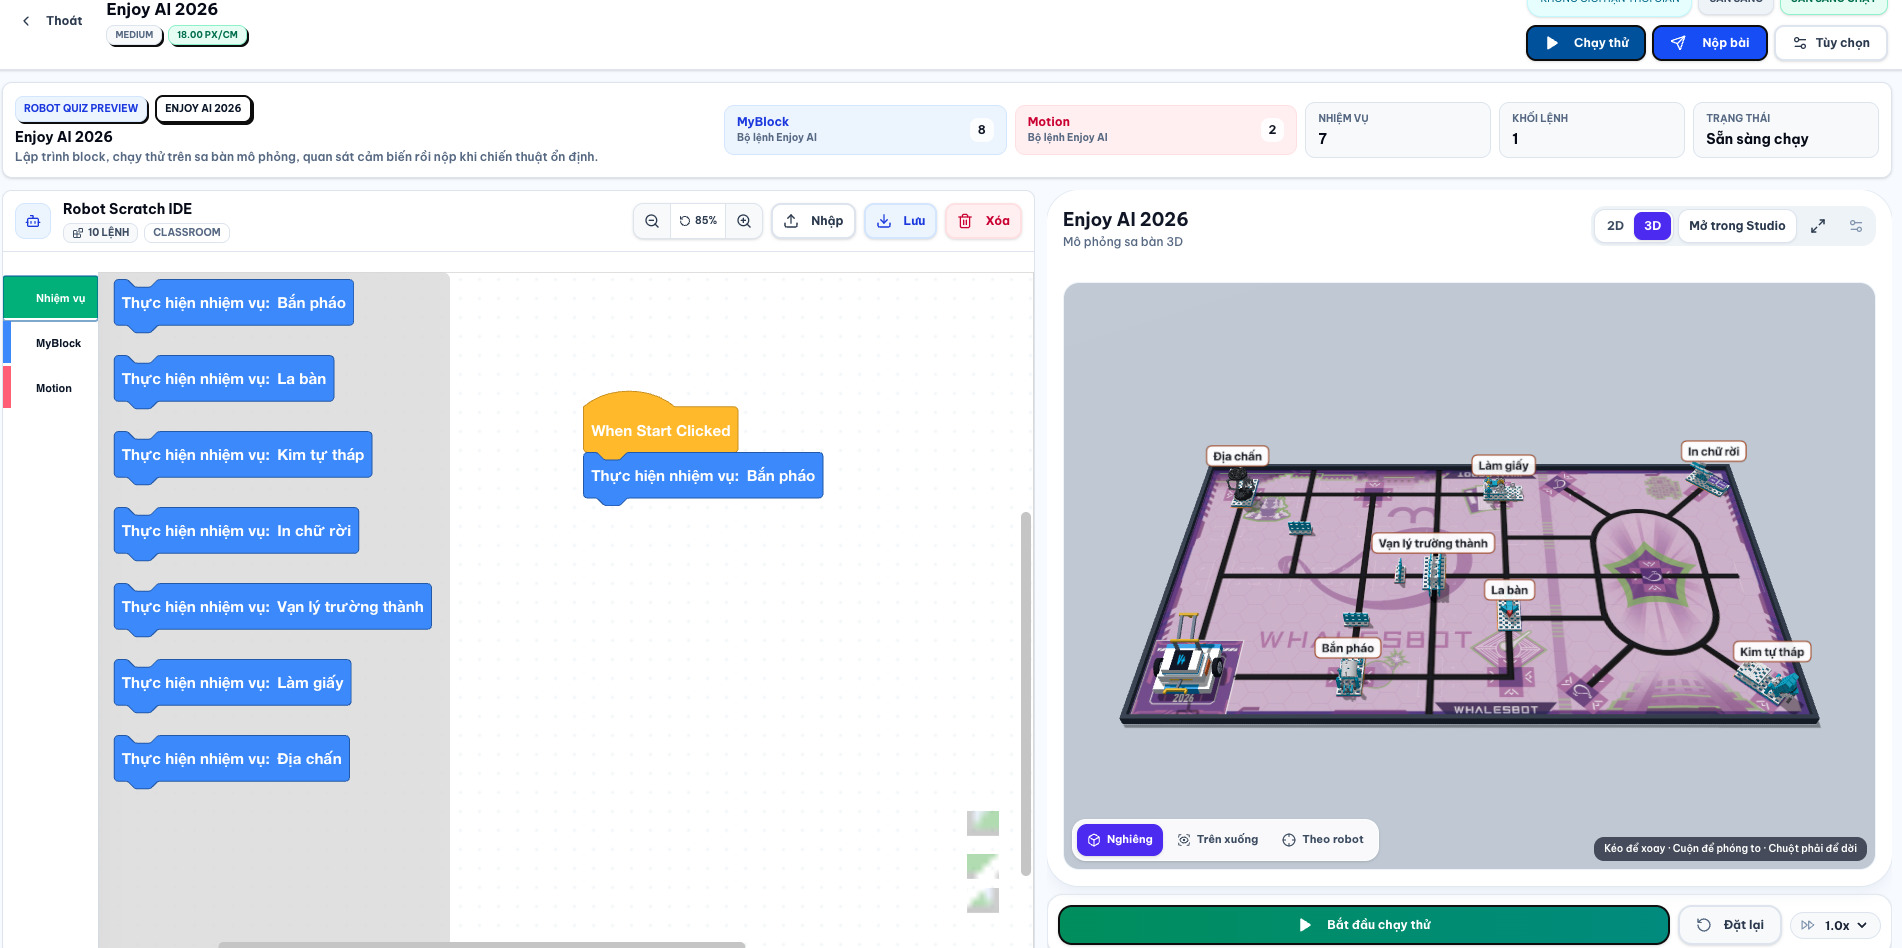 Thoát
Enjoy AI 2026
MEDIUM
18.00 PX/CM
Chạy thử
Nộp bài
Tùy chọn
ROBOT QUIZ PREVIEW
ENJOY AI 2026
Enjoy AI 2026
Lập trình block, chạy thử trên sa bàn mô phỏng, quan sát cảm biến rồi nộp khi chiến thuật ổn định.
MyBlock
Bộ lệnh Enjoy AI
8
Motion
Bộ lệnh Enjoy AI
2
NHIỆM VỤ
7
KHỐI LỆNH
1
TRẠNG THÁI
Sẵn sàng chạy
Robot Scratch IDE
10 LỆNH
CLASSROOM
85%
Nhập
Lưu
Xóa
Nhiệm vụ
MyBlock
Motion
Thực hiện nhiệm vụ: Bắn pháo
Thực hiện nhiệm vụ: La bàn
Thực hiện nhiệm vụ: Kim tự tháp
Thực hiện nhiệm vụ: In chữ rời
Thực hiện nhiệm vụ: Vạn lý trường thành
Thực hiện nhiệm vụ: Làm giấy
Thực hiện nhiệm vụ: Địa chấn
When Start Clicked
Thực hiện nhiệm vụ: Bắn pháo
Enjoy AI 2026
Mô phỏng sa bàn 3D
2D
3D
Mở trong Studio
Địa chấn
Làm giấy
In chữ rời
Vạn lý trường thành
La bàn
WHALESBOT
Bắn pháo
Kim tự tháp
2026
WHALESBOT
Nghiêng
Trên xuống
Theo robot
Kéo để xoay · Cuộn để phóng to · Chuột phải để dời
Bắt đầu chạy thử
Đặt lại
1.0x